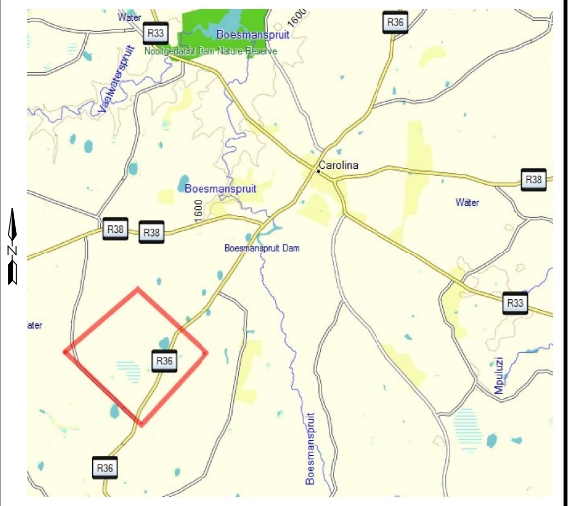 Water
R33
Boesmanspruit
1600
R36
Nooitgedacht Dam Nature Reserve
Vaalwaterspruit
Carolina
R38
Boesmanspruit
1600
Water
R38
R38
Boesmanspruit Dam
N
R33
ater
R36
Mpuluzi
Boesmanspruit
R36